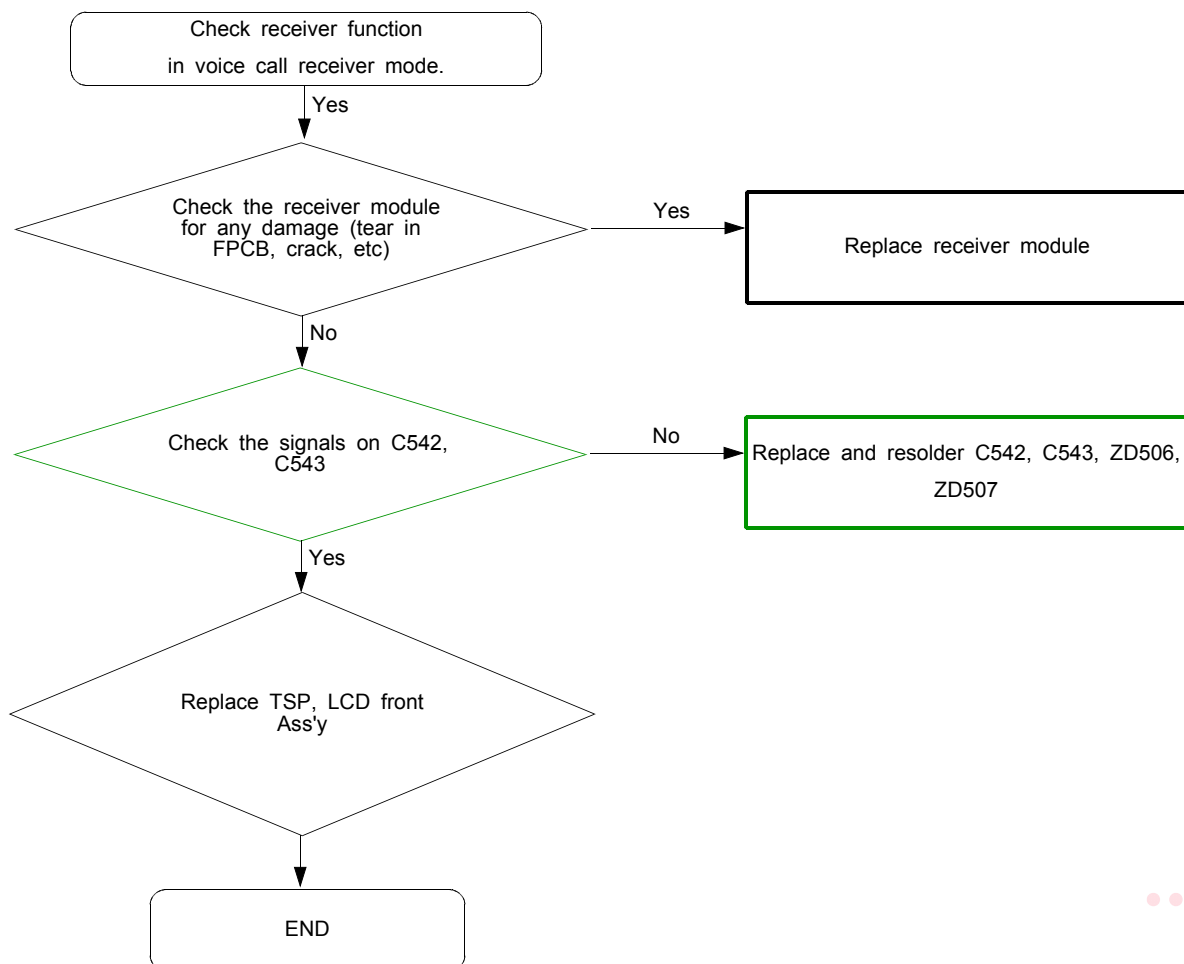 Check receiver function
in voice call receiver mode.
Yes
Check the receiver module
for any damage (tear in
FPCB, crack, etc)
Yes
Replace receiver module
No
Check the signals on C542,
C543
No
Replace and resolder C542, C543, ZD506,
ZD507
Yes
Replace TSP, LCD front
Ass'y
END